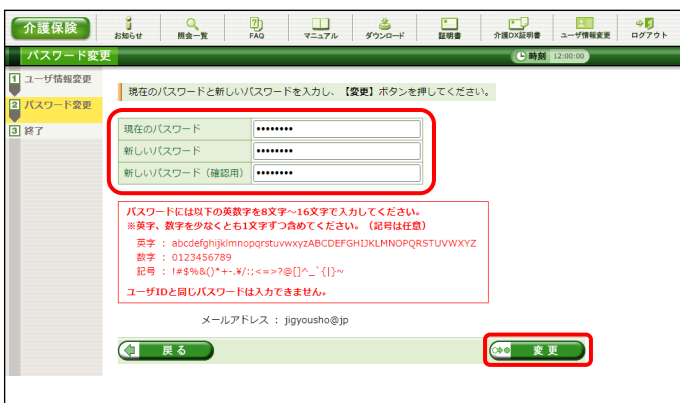 介護保険
お知らせ 照会一覧 FAQ マニュアル ダウンロード 証明書 介護DX証明書 ユーザ情報変更 ログアウト
パスワード変更 時刻 12:00:00
1 ユーザ情報変更
2 パスワード変更
3 終了
現在のパスワードと新しいパスワードを入力し、【変更】ボタンを押してください。
現在のパスワード ••••••••
新しいパスワード ••••••••
新しいパスワード(確認用) ••••••••
パスワードには以下の英数字を8文字~16文字で入力してください。
※英字、数字を少なくとも1文字ずつ含めてください。(記号は任意)
英字 : abcdefghijklmnopqrstuvwxyzABCDEFGHIJKLMNOPQRSTUVWXYZ
数字 : 0123456789
記号 : !#$%&()*+-.¥/:;<=>?@[]^_`{|}~
ユーザIDと同じパスワードは入力できません。
メールアドレス : jigyousho@jp
戻る 変更